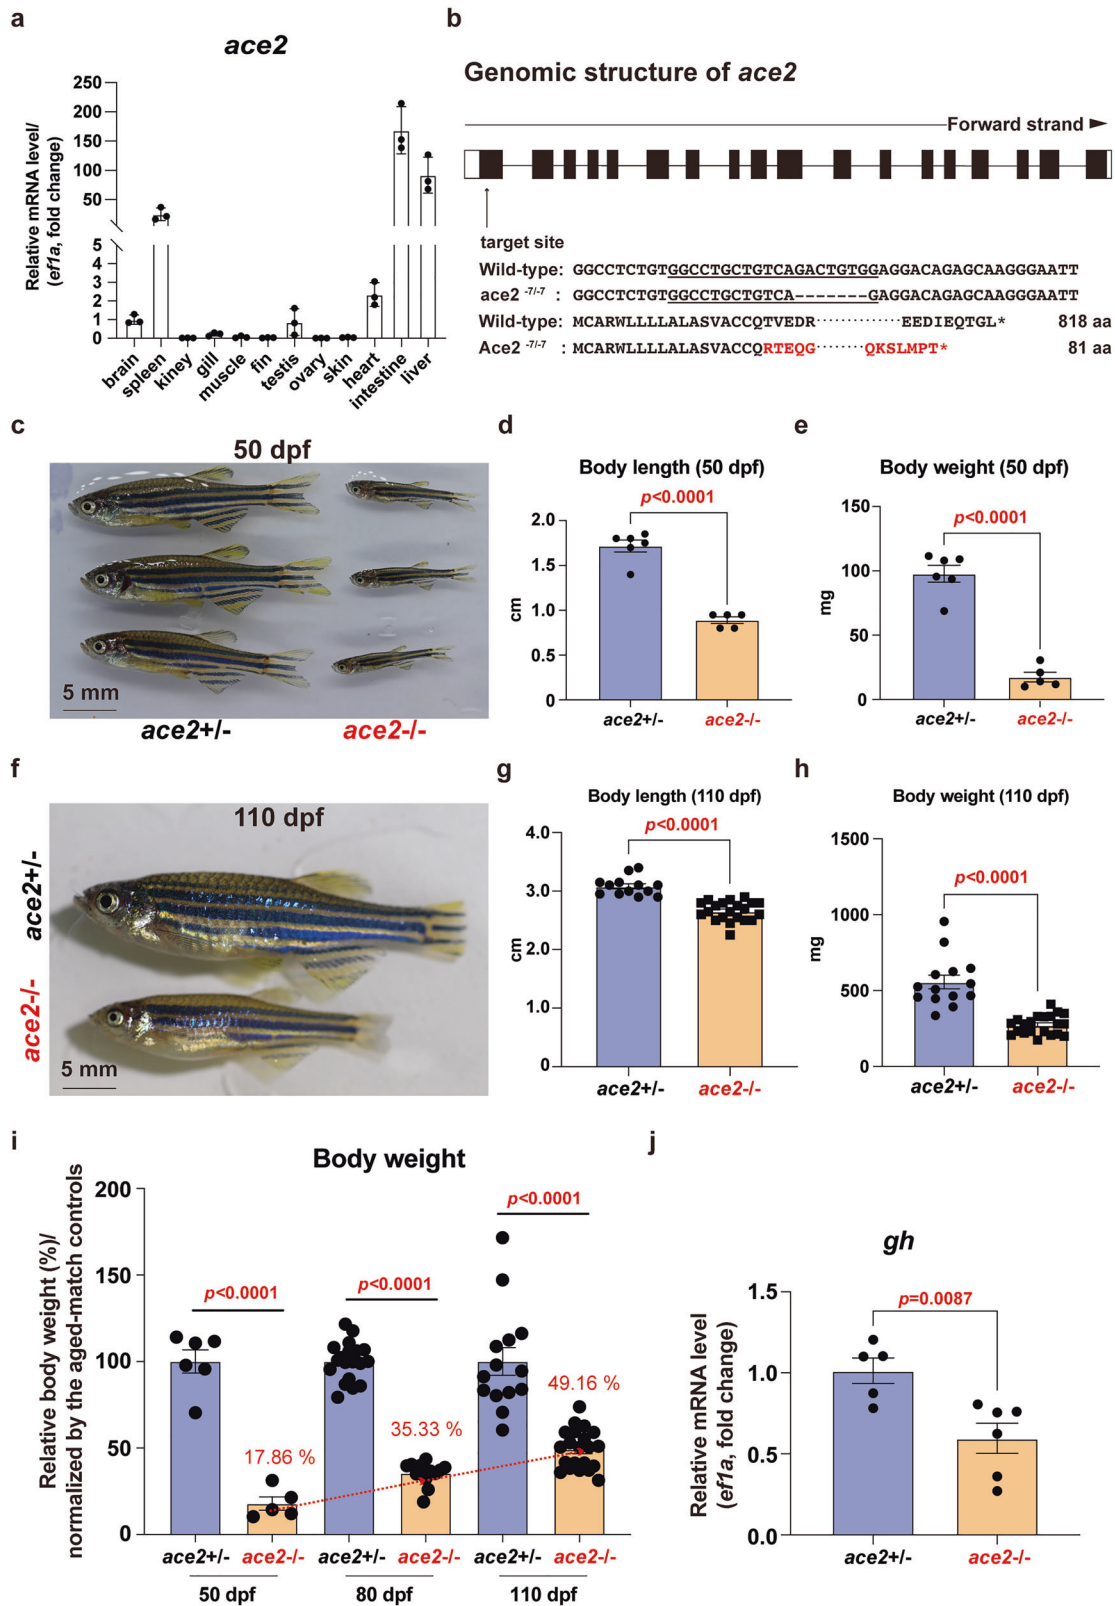 a
ace2
Relative mRNA level/
(ef1a, fold change)
250
200
150
100
50
5
4
3
2
1
0
brain
spleen
kiney
gill
muscle
fin
testis
ovary
skin
heart
intestine
liver
b
Genomic structure of ace2
Forward strand
target site
Wild-type: GGCCTCTGTGGCCTGCTGTCAGACTGTGGAGGACAGAGCAAGGGAATT
ace2 -7/-7 : GGCCTCTGTGGCCTGCTGTCA-------GAGGACAGAGCAAGGGAATT
Wild-type: MCARWLLLLALASVACCQTVEDR············EEDIEQTGL* 818 aa
Ace2 -7/-7 : MCARWLLLLALASVACCQRTEQG·······QKSLMPT* 81 aa
c
50 dpf
5 mm
ace2+/-
ace2-/-
d
Body length (50 dpf)
p<0.0001
cm
2.0
1.5
1.0
0.5
0
ace2+/-
ace2-/-
e
Body weight (50 dpf)
p<0.0001
mg
150
100
50
0
ace2+/-
ace2-/-
f
110 dpf
ace2+/-
ace2-/-
5 mm
g
Body length (110 dpf)
p<0.0001
cm
4.0
3.0
2.0
1.0
0
ace2+/-
ace2-/-
h
Body weight (110 dpf)
p<0.0001
mg
1500
1000
500
0
ace2+/-
ace2-/-
i
Body weight
Relative body weight (%)/
normalized by the aged-match controls
200
150
100
50
0
p<0.0001
p<0.0001
p<0.0001
17.86 %
35.33 %
49.16 %
ace2+/-
ace2-/-
ace2+/-
ace2-/-
ace2+/-
ace2-/-
50 dpf
80 dpf
110 dpf
j
gh
Relative mRNA level
(ef1a, fold change)
p=0.0087
1.5
1.0
0.5
0.0
ace2+/-
ace2-/-